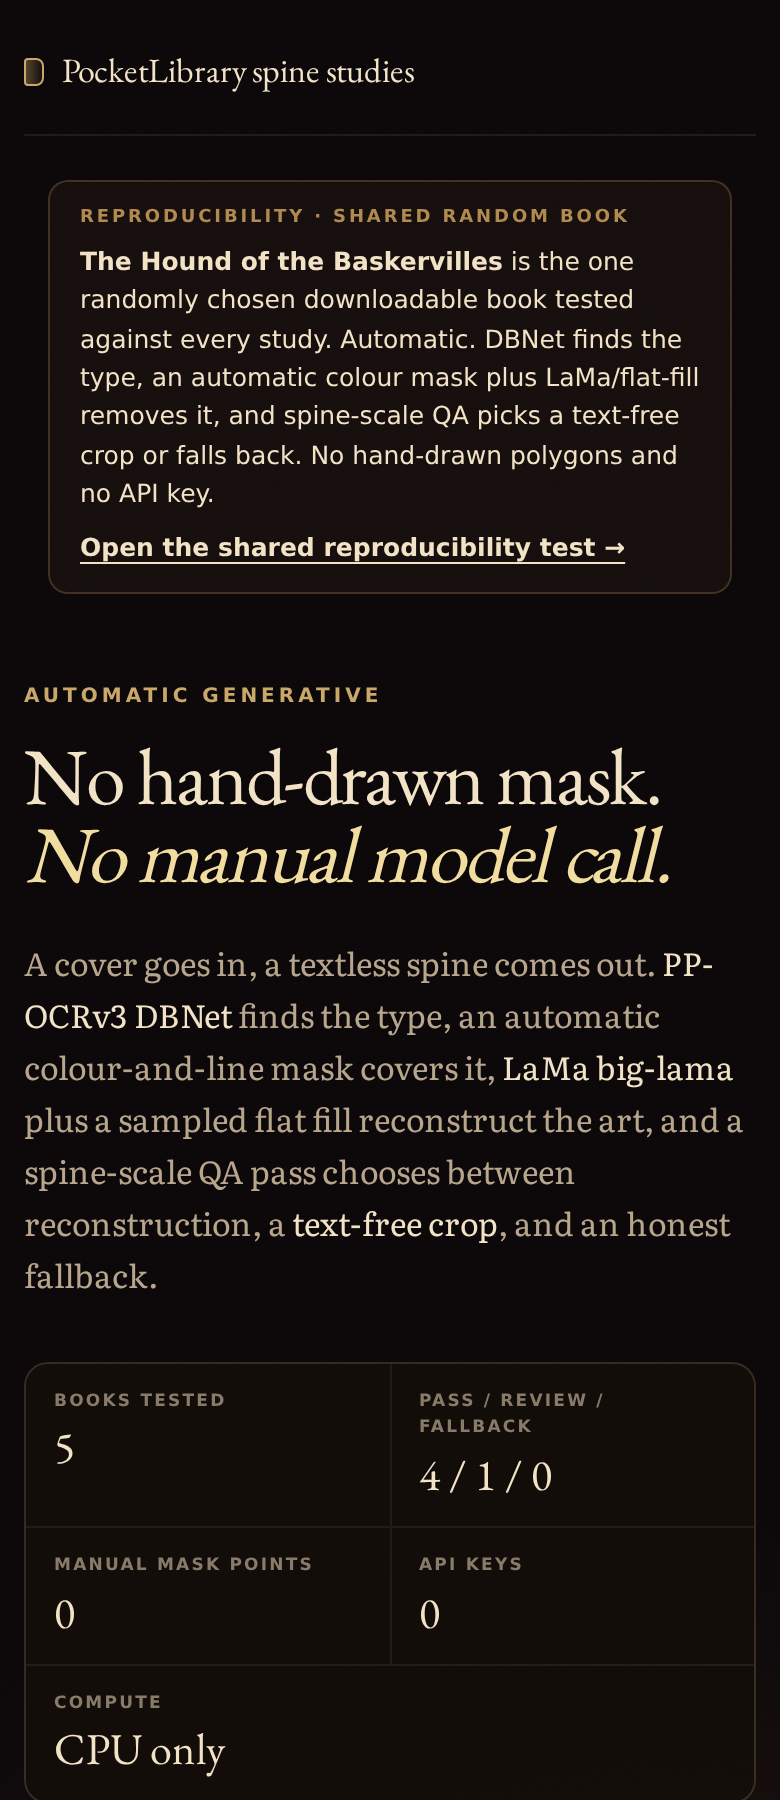 PocketLibrary spine studies
REPRODUCIBILITY · SHARED RANDOM BOOK
The Hound of the Baskervilles is the one
randomly chosen downloadable book tested
against every study. Automatic. DBNet finds the
type, an automatic colour mask plus LaMa/flat-fill
removes it, and spine-scale QA picks a text-free
crop or falls back. No hand-drawn polygons and
no API key.
Open the shared reproducibility test →
AUTOMATIC GENERATIVE
No hand-drawn mask.
No manual model call.
A cover goes in, a textless spine comes out. PP-
OCRv3 DBNet finds the type, an automatic
colour-and-line mask covers it, LaMa big-lama
plus a sampled flat fill reconstruct the art, and a
spine-scale QA pass chooses between
reconstruction, a text-free crop, and an honest
fallback.
BOOKS TESTED
5
PASS / REVIEW /
FALLBACK
4 / 1 / 0
MANUAL MASK POINTS
0
API KEYS
0
COMPUTE
CPU only